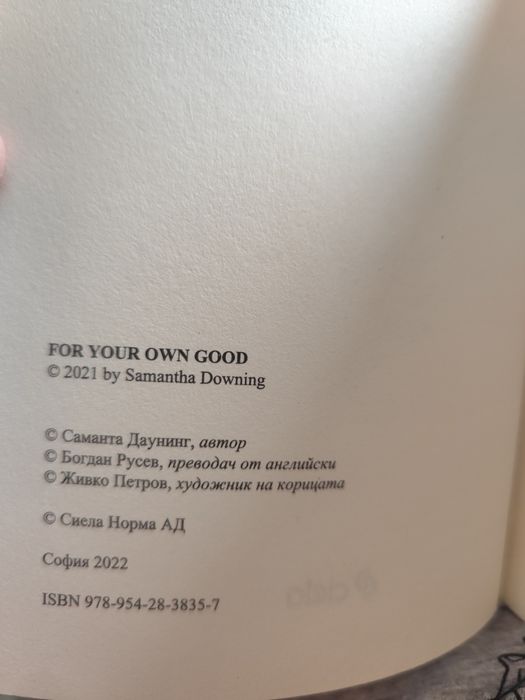 FOR YOUR OWN GOOD
© 2021 by Samantha Downing
© Саманта Даунинг, автор
© Богдан Русев, преводач от английски
© Живко Петров, художник на корицата
© Сиела Норма АД
София 2022
ISBN 978-954-28-3835-7